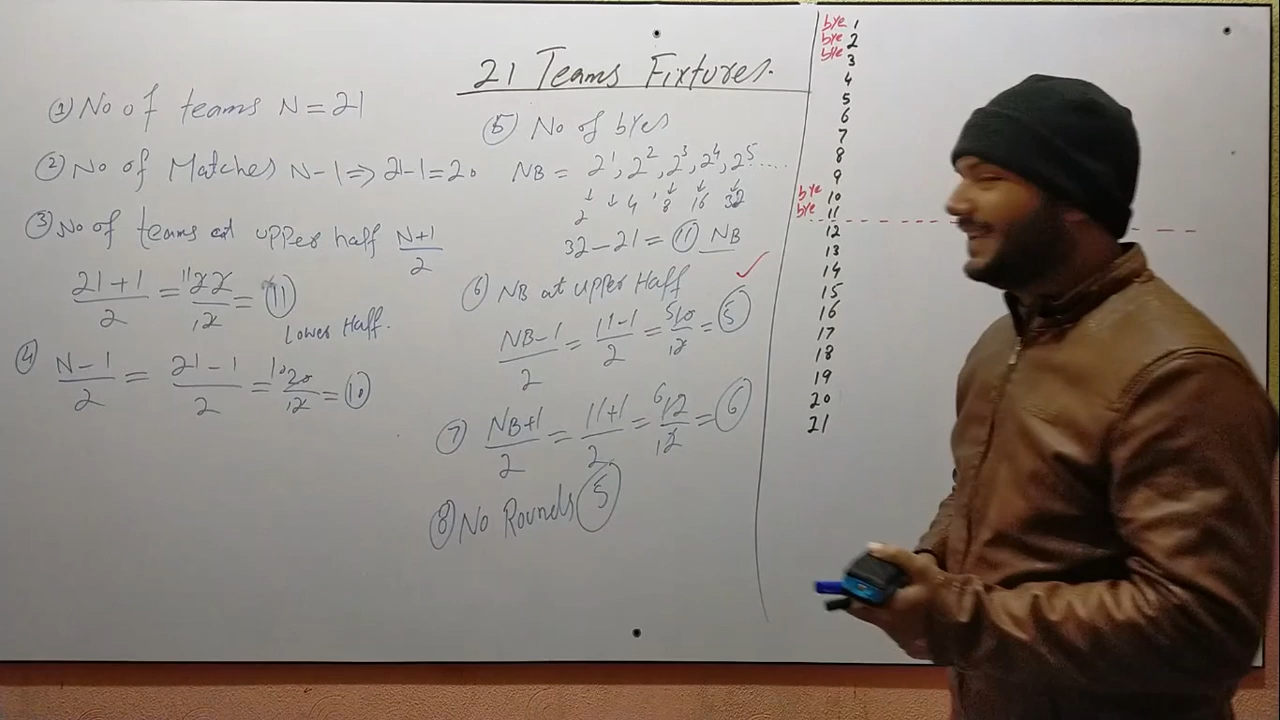 21 Teams Fixtures.
① No of teams N = 21
② No of Matches N-1 ⇒ 21-1 = 20
③ No of teams at upper half N+1/2
21+1/2 = 22/2 = ⑪
Lower Half.
④ N-1/2 = 21-1/2 = 20/2 = ⑩
⑤ No of byes
NB = 2¹, 2², 2³, 2⁴, 2⁵.....
↓ ↓ ↓ ↓ ↓
2 4 8 16 32
32-21 = ⑪ NB
⑥ NB at upper Half ✓
NB-1/2 = 11-1/2 = 10/2 = ⑤
⑦ NB+1/2 = 11+1/2 = 12/2 = ⑥
⑧ No Rounds ⑤
bye 1
bye 2
bye 3
4
5
6
7
8
9
bye 10
bye 11
12
13
14
15
16
17
18
19
20
21